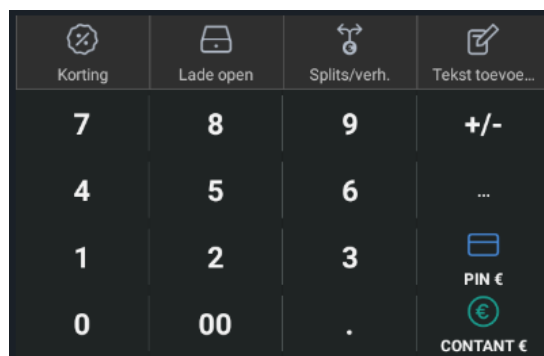 Korting Lade open Splits/verh. Tekst toevoe...
7 8 9 +/-
4 5 6 ...
1 2 3 PIN €
0 00 . CONTANT €